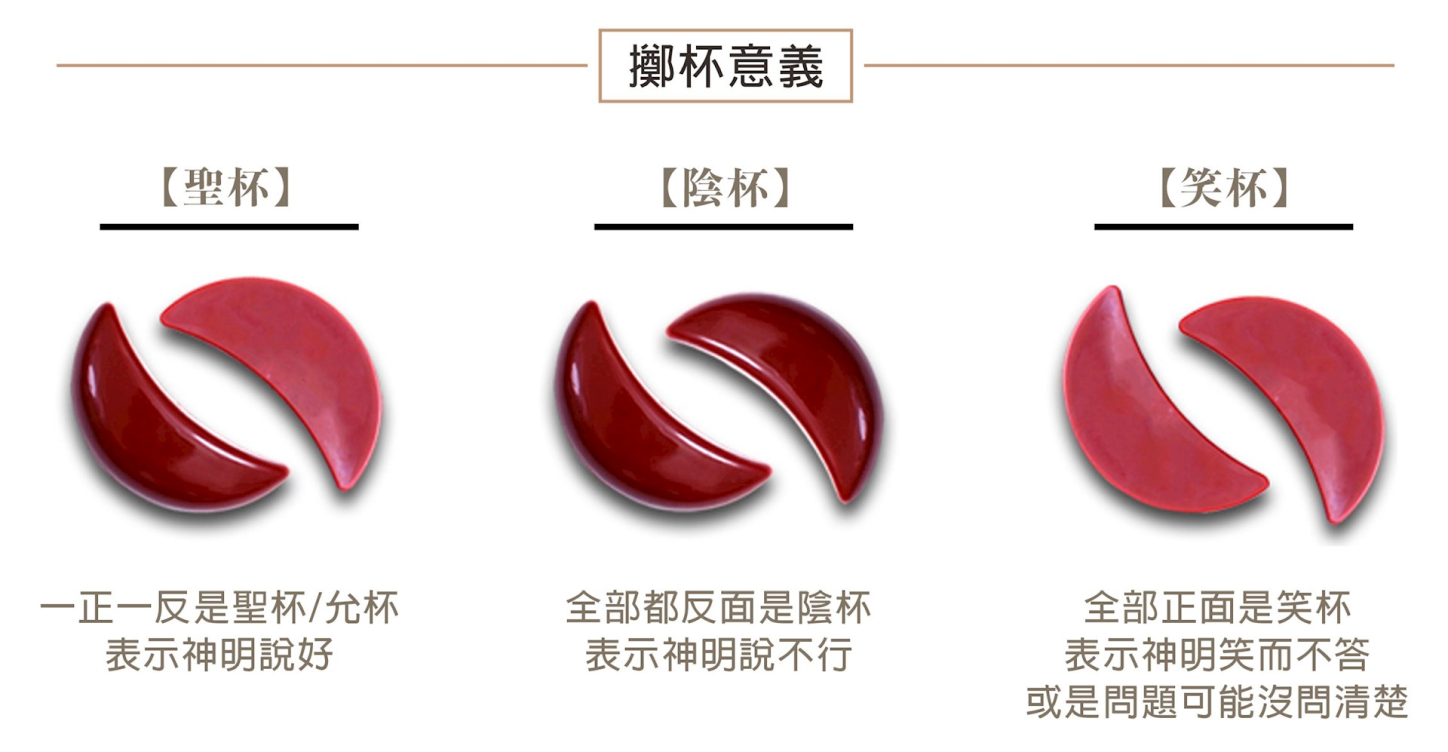 擲杯意義
【聖杯】
【陰杯】
【笑杯】
一正一反是聖杯/允杯
表示神明說好
全部都反面是陰杯
表示神明說不行
全部正面是笑杯
表示神明笑而不答
或是問題可能沒問清楚